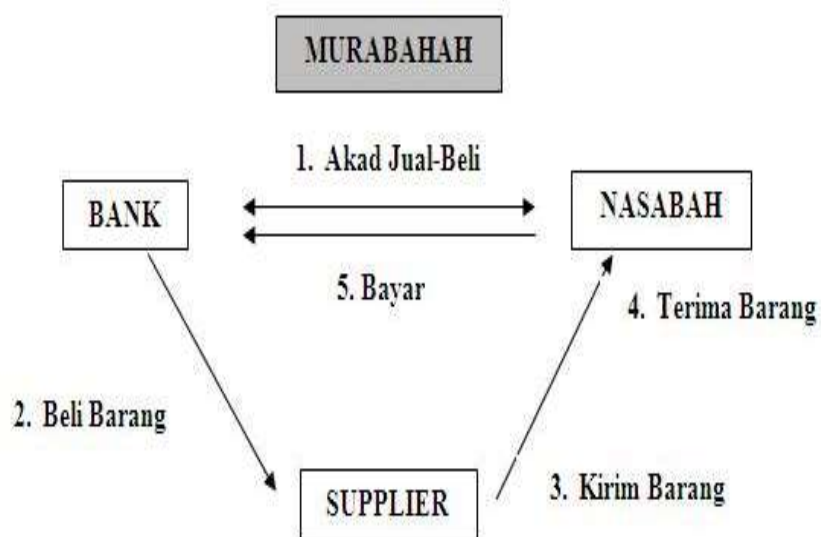 MURABAHAH
1. Akad Jual-Beli
BANK
NASABAH
5. Bayar
4. Terima Barang
2. Beli Barang
3. Kirim Barang
SUPPLIER